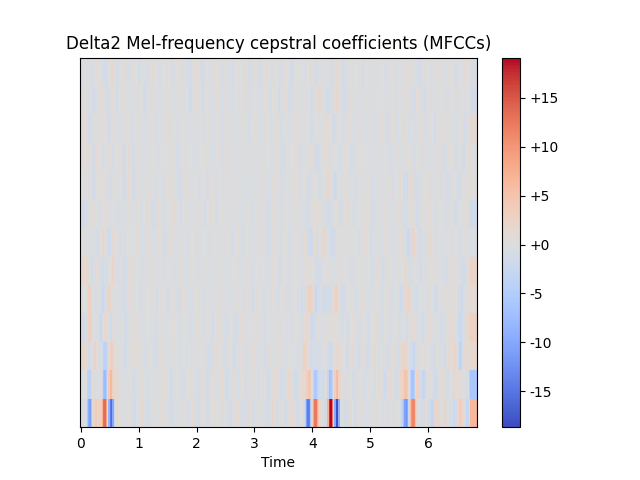 Delta2 Mel-frequency cepstral coefficients (MFCCs)
+15
+10
+5
+0
-5
-10
-15
0 1 2 3 4 5 6
Time